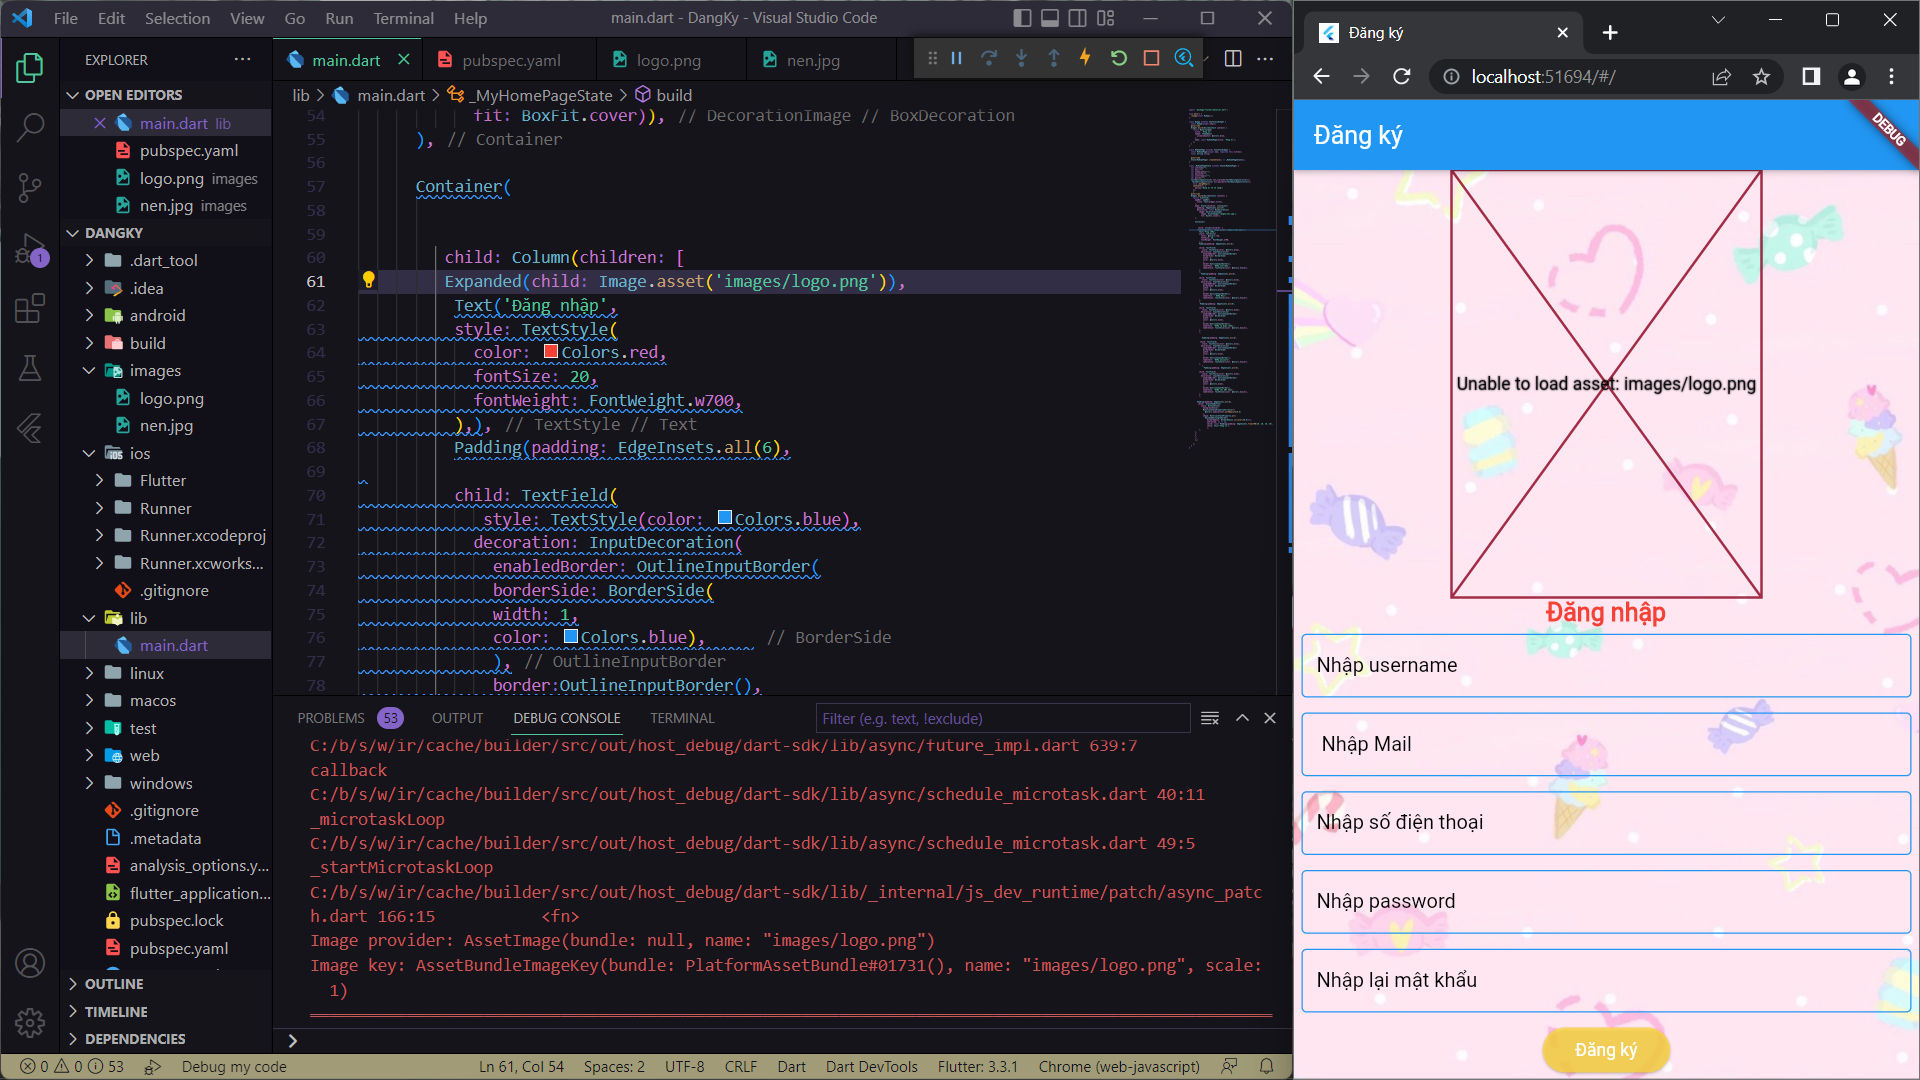 File Edit Selection View Go Run Terminal Help
main.dart - DangKy - Visual Studio Code
EXPLORER
OPEN EDITORS
main.dart lib
pubspec.yaml
logo.png images
nen.jpg images
DANGKY
.dart_tool
.idea
android
build
images
logo.png
nen.jpg
ios
Flutter
Runner
Runner.xcodeproj
Runner.xcworks...
.gitignore
lib
main.dart
linux
macos
test
web
windows
.gitignore
.metadata
analysis_options.y...
flutter_application...
pubspec.lock
pubspec.yaml
OUTLINE
TIMELINE
DEPENDENCIES
1
main.dart pubspec.yaml logo.png nen.jpg
lib > main.dart > _MyHomePageState > build
54 fit: BoxFit.cover)), // DecorationImage // BoxDecoration
55 ), // Container
56
57 Container(
58
59
60 child: Column(children: [
61 Expanded(child: Image.asset('images/logo.png')),
62 Text('Đăng nhập',
63 style: TextStyle(
64 color: Colors.red,
65 fontSize: 20,
66 fontWeight: FontWeight.w700,
67 ),), // TextStyle // Text
68 Padding(padding: EdgeInsets.all(6),
69
70 child: TextField(
71 style: TextStyle(color: Colors.blue),
72 decoration: InputDecoration(
73 enabledBorder: OutlineInputBorder(
74 borderSide: BorderSide(
75 width: 1,
76 color: Colors.blue), // BorderSide
77 ), // OutlineInputBorder
78 border:OutlineInputBorder(),
PROBLEMS 53 OUTPUT DEBUG CONSOLE TERMINAL
Filter (e.g. text, !exclude)
C:/b/s/w/ir/cache/builder/src/out/host_debug/dart-sdk/lib/async/future_impl.dart 639:7
callback
C:/b/s/w/ir/cache/builder/src/out/host_debug/dart-sdk/lib/async/schedule_microtask.dart 40:11
_microtaskLoop
C:/b/s/w/ir/cache/builder/src/out/host_debug/dart-sdk/lib/async/schedule_microtask.dart 49:5
_startMicrotaskLoop
C:/b/s/w/ir/cache/builder/src/out/host_debug/dart-sdk/lib/_internal/js_dev_runtime/patch/async_patc
h.dart 166:15 <fn>
Image provider: AssetImage(bundle: null, name: "images/logo.png")
Image key: AssetBundleImageKey(bundle: PlatformAssetBundle#01731(), name: "images/logo.png", scale:
1)
0 0 53 Debug my code Ln 61, Col 54 Spaces: 2 UTF-8 CRLF Dart Dart DevTools Flutter: 3.3.1 Chrome (web-javascript)
Đăng ký
localhost:51694/#/
Đăng ký
DEBUG
Unable to load asset: images/logo.png
Đăng nhập
Nhập username
Nhập Mail
Nhập số điện thoại
Nhập password
Nhập lại mật khẩu
Đăng ký